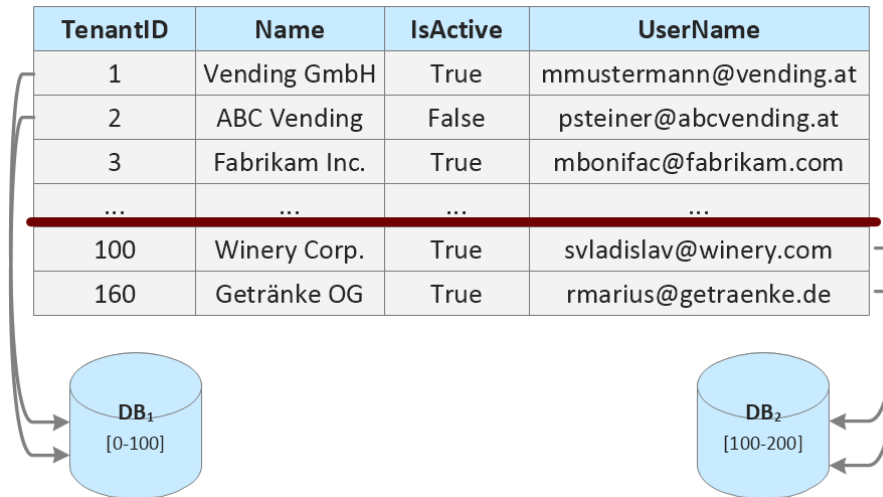 TenantID Name IsActive UserName
1 Vending GmbH True mmustermann@vending.at
2 ABC Vending False psteiner@abcvending.at
3 Fabrikam Inc. True mbonifac@fabrikam.com
... ... ... ...
100 Winery Corp. True svladislav@winery.com
160 Getränke OG True rmarius@getraenke.de
DB₁ DB₂
[0-100] [100-200]